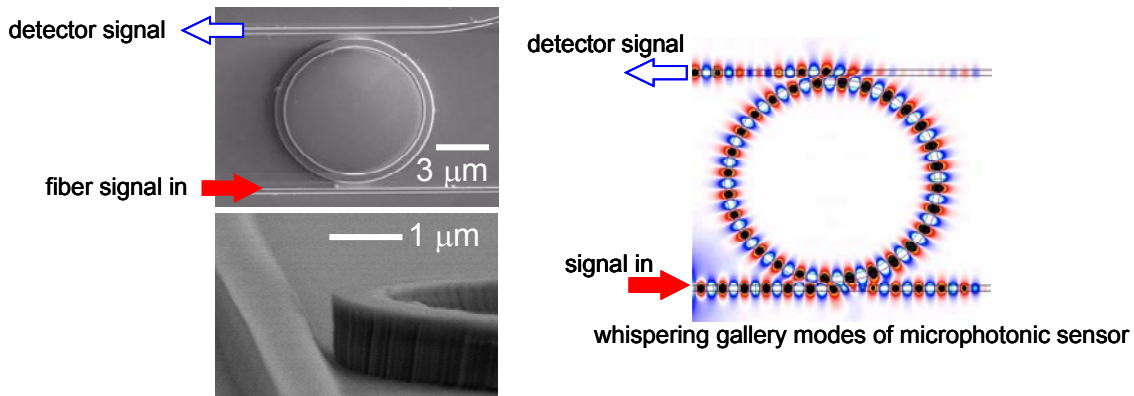 detector signal
3 μm
fiber signal in
1 μm
detector signal
signal in
whispering gallery modes of microphotonic sensor